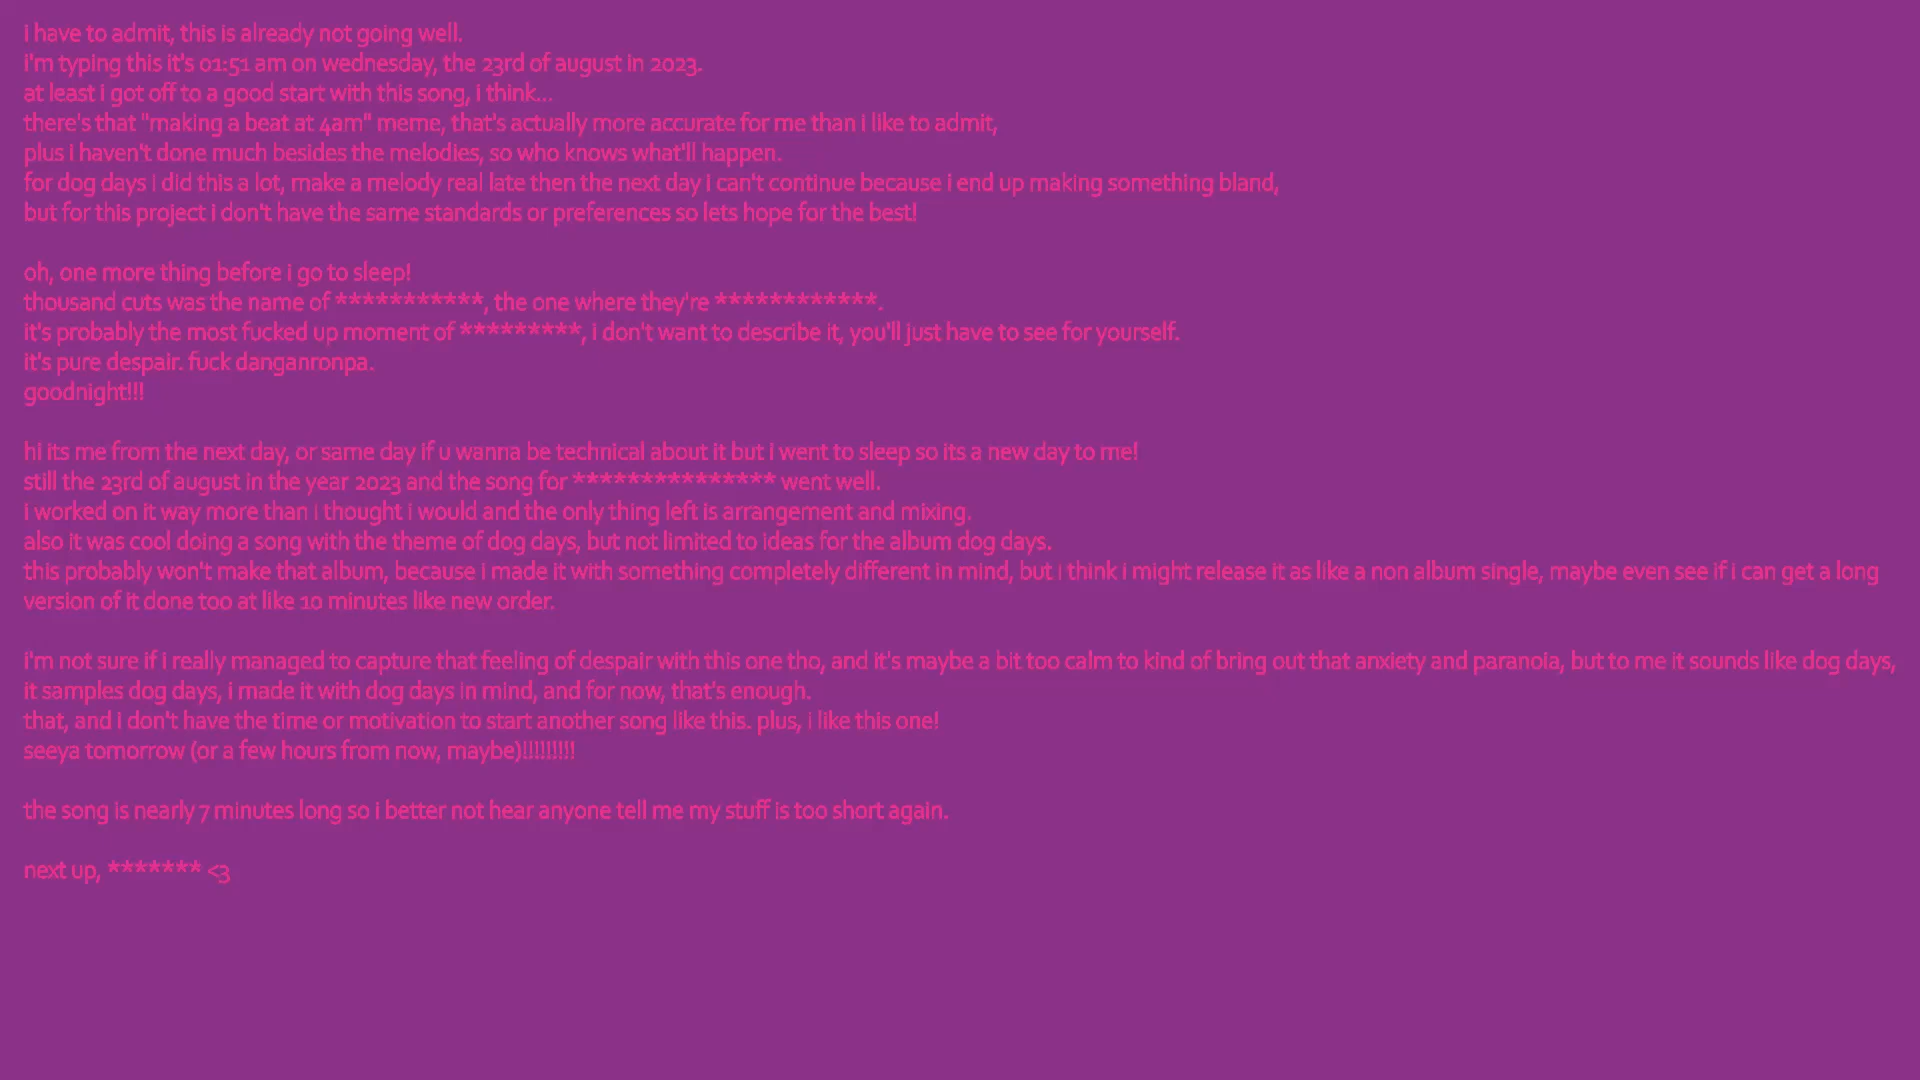 i have to admit, this is already not going well.
i'm typing this it's 01:51 am on wednesday, the 23rd of august in 2023.
at least i got off to a good start with this song, i think...
there's that "making a beat at 4am" meme, that's actually more accurate for me than i like to admit,
plus i haven't done much besides the melodies, so who knows what'll happen.
for dog days i did this a lot, make a melody real late then the next day i can't continue because i end up making something bland,
but for this project i don't have the same standards or preferences so lets hope for the best!

oh, one more thing before i go to sleep!
thousand cuts was the name of ***********, the one where they're ************.
it's probably the most fucked up moment of *********, i don't want to describe it, you'll just have to see for yourself.
it's pure despair. fuck danganronpa.
goodnight!!!

hi its me from the next day, or same day if u wanna be technical about it but i went to sleep so its a new day to me!
still the 23rd of august in the year 2023 and the song for *************** went well.
i worked on it way more than i thought i would and the only thing left is arrangement and mixing.
also it was cool doing a song with the theme of dog days, but not limited to ideas for the album dog days.
this probably won't make that album, because i made it with something completely different in mind, but i think i might release it as like a non album single, maybe even see if i can get a long
version of it done too at like 10 minutes like new order.

i'm not sure if i really managed to capture that feeling of despair with this one tho, and it's maybe a bit too calm to kind of bring out that anxiety and paranoia, but to me it sounds like dog days,
it samples dog days, i made it with dog days in mind, and for now, that's enough.
that, and i don't have the time or motivation to start another song like this. plus, i like this one!
seeya tomorrow (or a few hours from now, maybe)!!!!!!!!!

the song is nearly 7 minutes long so i better not hear anyone tell me my stuff is too short again.

next up, ******* <3